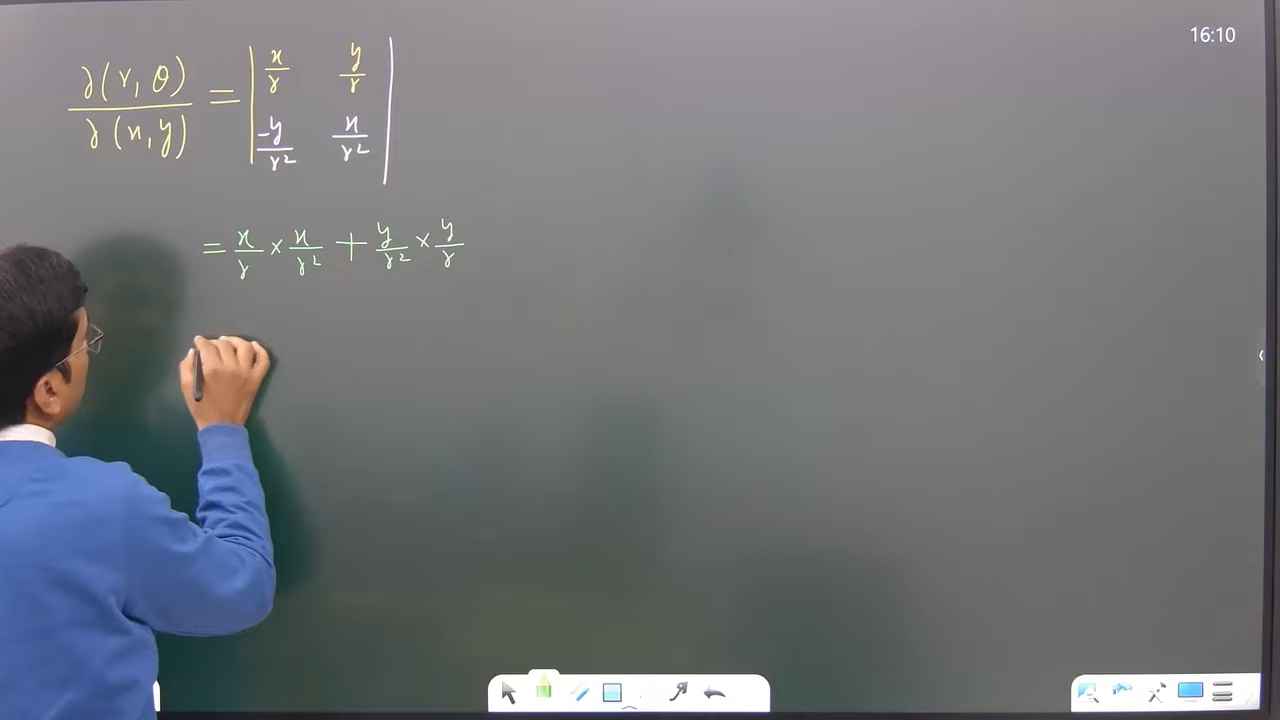 16:10
∂(r, θ)/∂(x, y) = | x/r y/r |
| -y/r² x/r² |
= x/r × x/r² + y/r² × y/r